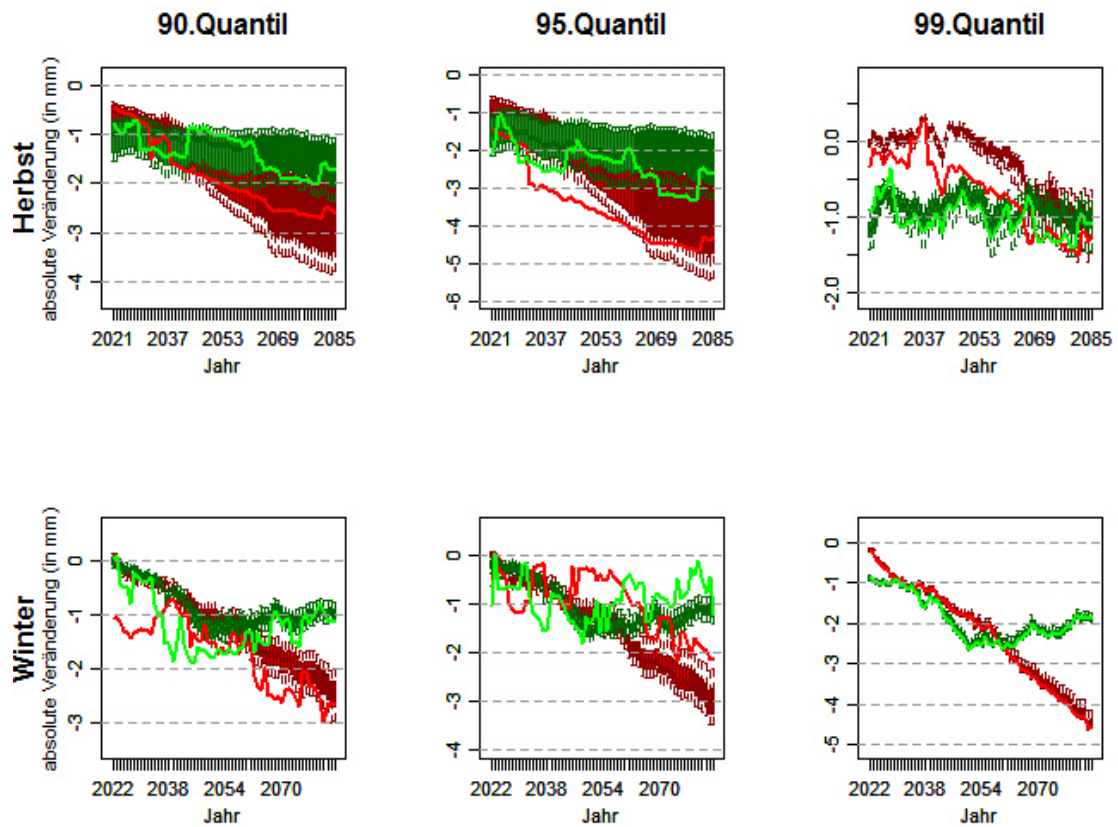 90.Quantil 95.Quantil 99.Quantil
Herbst
absolute Veränderung (in mm)
0 -1 -2 -3 -4
0 -1 -2 -3 -4 -5 -6
0.0 -1.0 -2.0
2021 2037 2053 2069 2085
2021 2037 2053 2069 2085
2021 2037 2053 2069 2085
Jahr Jahr Jahr
Winter
absolute Veränderung (in mm)
0 -1 -2 -3
0 -1 -2 -3 -4
0 -1 -2 -3 -4 -5
2022 2038 2054 2070
2022 2038 2054 2070
2022 2038 2054 2070
Jahr Jahr Jahr